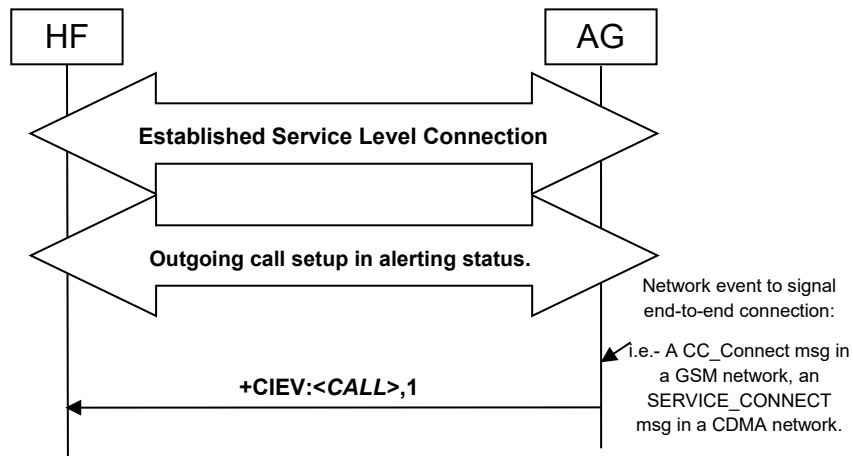 HF
AG
Established Service Level Connection
Outgoing call setup in alerting status.
Network event to signal
end-to-end connection:
i.e.- A CC_Connect msg in
a GSM network, an
SERVICE_CONNECT
msg in a CDMA network.
+CIEV:<CALL>,1